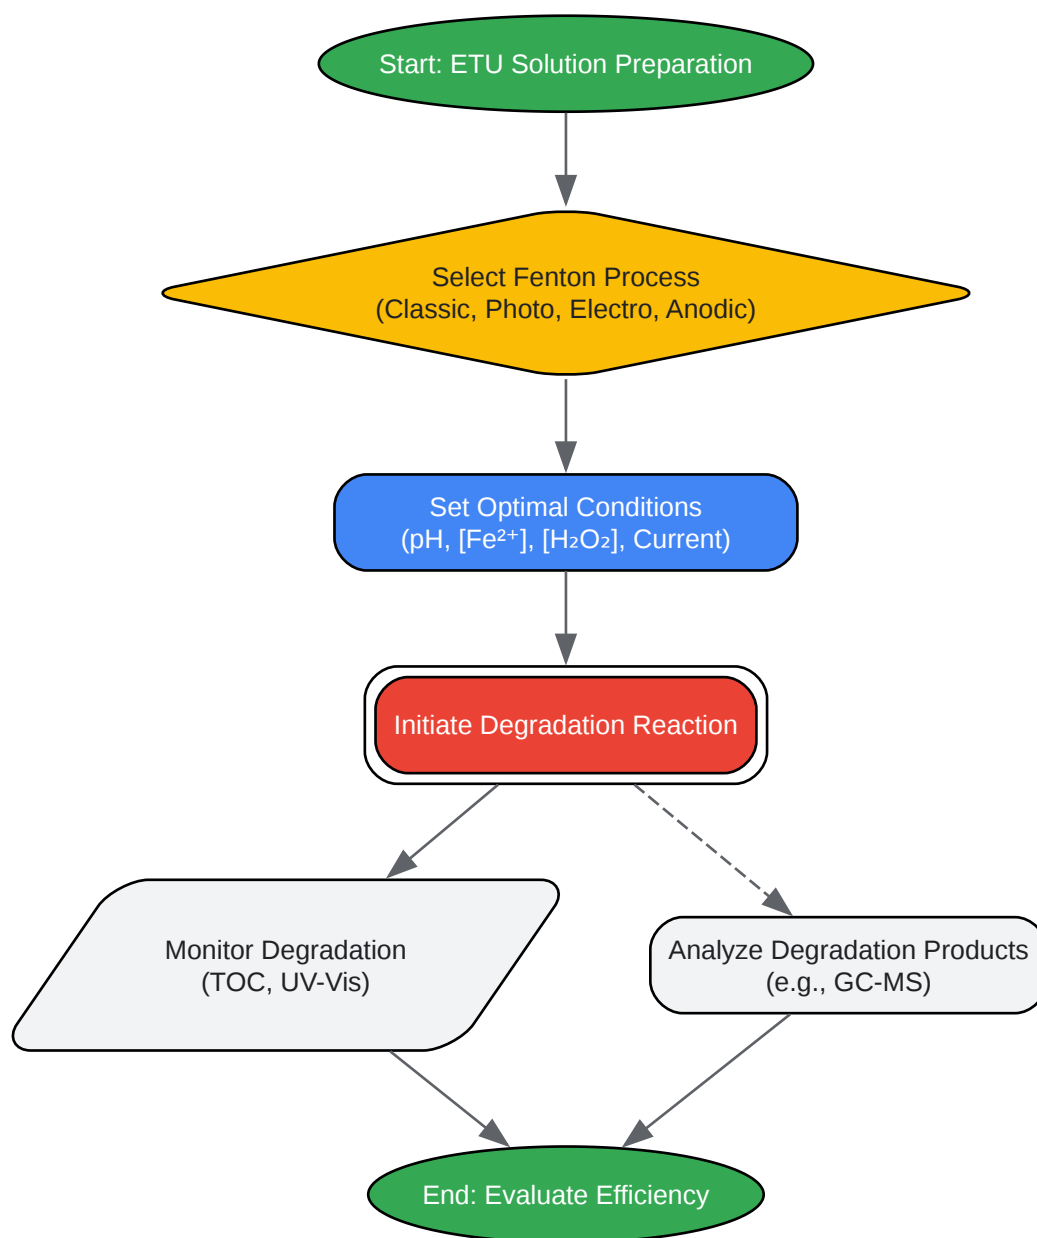 Start: ETU Solution Preparation
Select Fenton Process
(Classic, Photo, Electro, Anodic)
Set Optimal Conditions
(pH, [Fe²⁺], [H₂O₂], Current)
Initiate Degradation Reaction
Monitor Degradation
(TOC, UV-Vis)
Analyze Degradation Products
(e.g., GC-MS)
End: Evaluate Efficiency